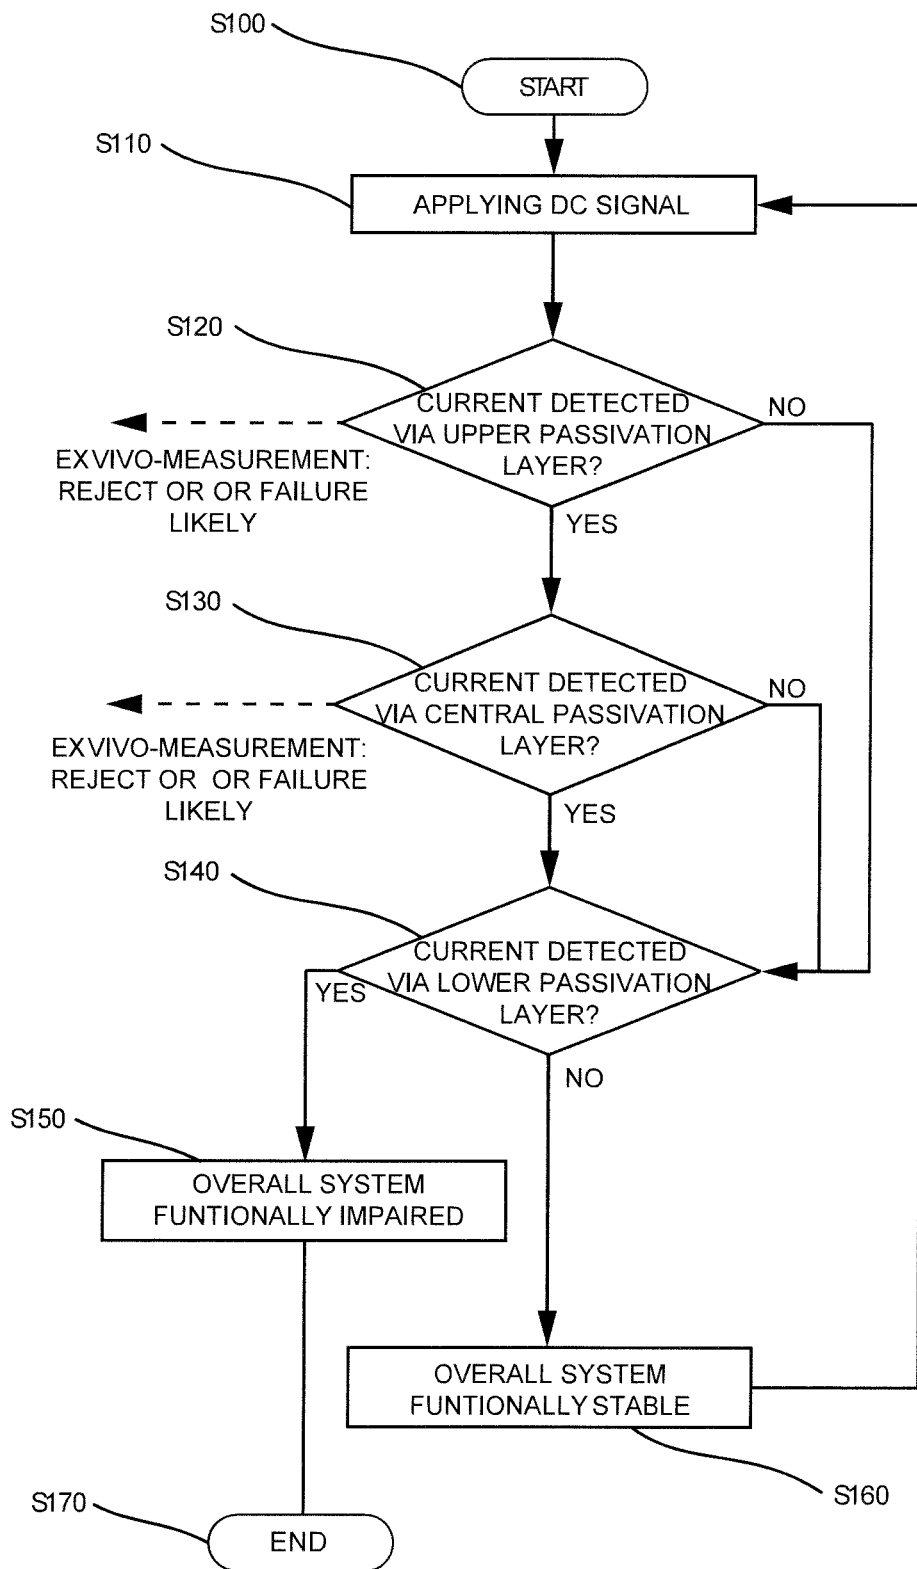 S100
START
S110
APPLYING DC SIGNAL
S120
CURRENT DETECTED
VIA UPPER PASSIVATION
LAYER?
NO
EXVIVO-MEASUREMENT:
REJECT OR OR FAILURE
LIKELY
YES
S130
CURRENT DETECTED
VIA CENTRAL PASSIVATION
LAYER?
NO
EXVIVO-MEASUREMENT:
REJECT OR OR FAILURE
LIKELY
YES
S140
CURRENT DETECTED
VIA LOWER PASSIVATION
LAYER?
YES
NO
S150
OVERALL SYSTEM
FUNTIONALLY IMPAIRED
OVERALL SYSTEM
FUNTIONALLY STABLE
S160
S170
END